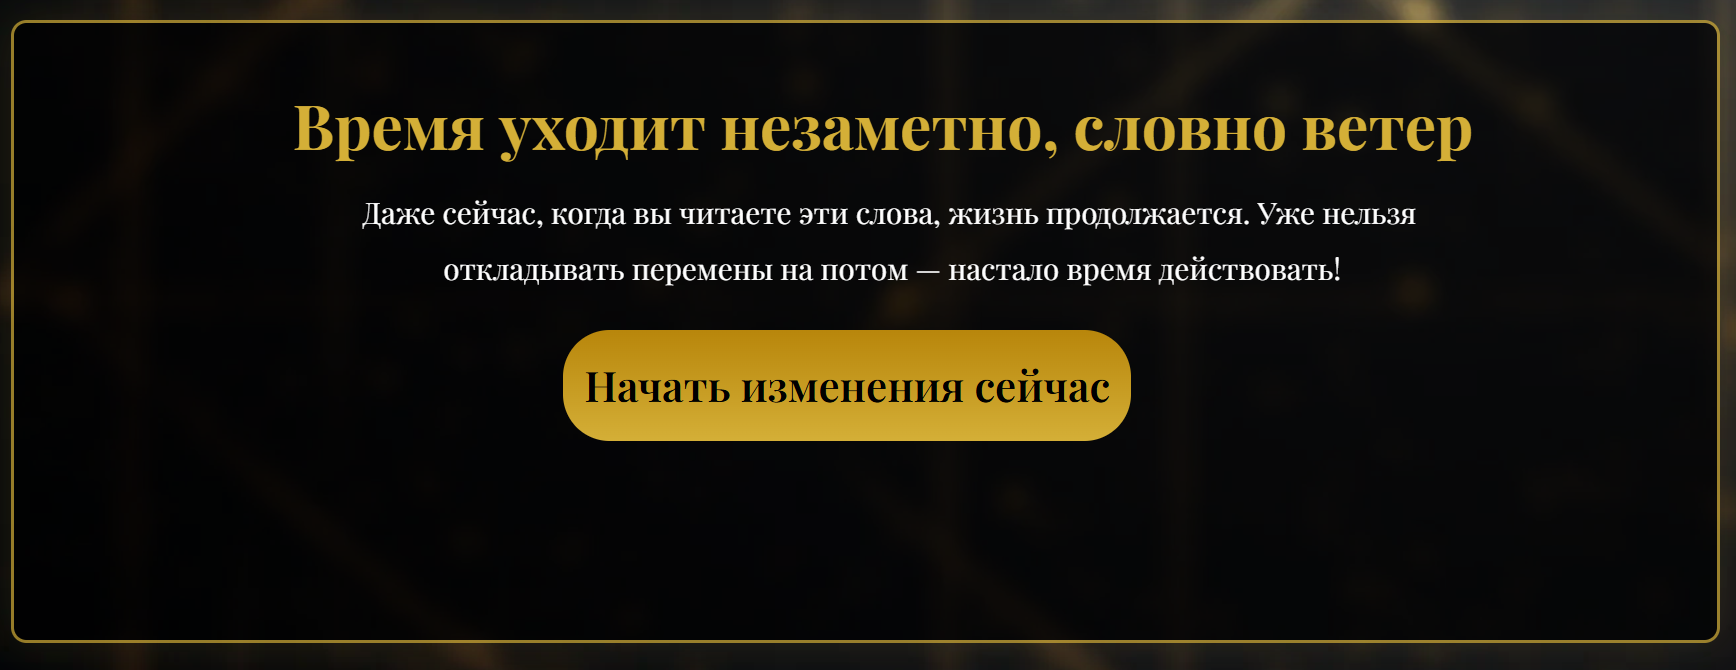 Время уходит незаметно, словно ветер
Даже сейчас, когда вы читаете эти слова, жизнь продолжается. Уже нельзя
откладывать перемены на потом — настало время действовать!
Начать изменения сейчас